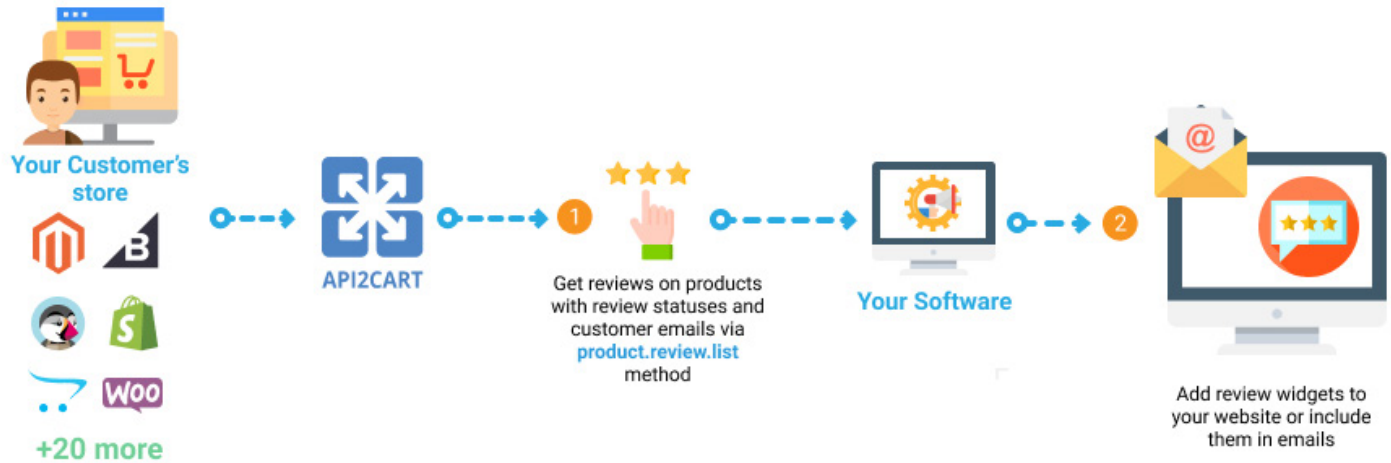 Your Customer's
store
B
S
WOO
+20 more
API2CART
1
Get reviews on products
with review statuses and
customer emails via
product.review.list
method
Your Software
2
@
Add review widgets to
your website or include
them in emails